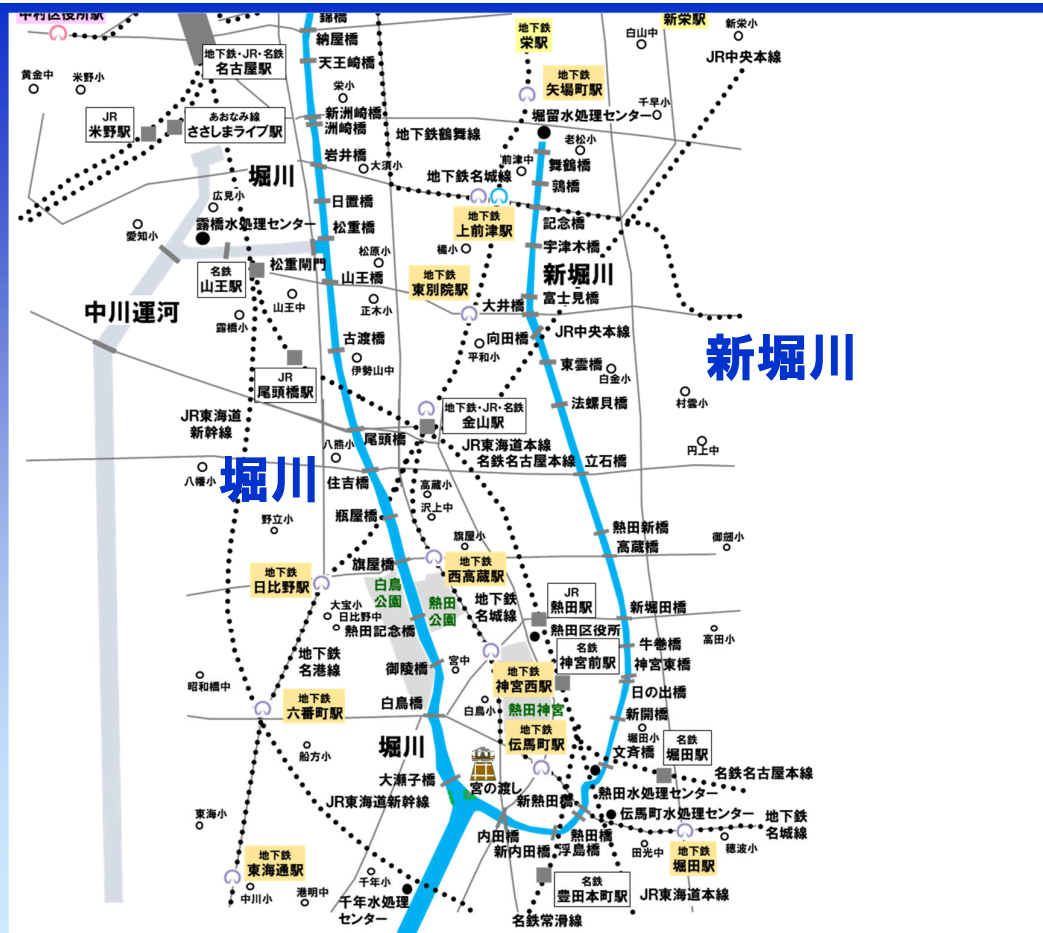 中村区役所駅
錦橋
地下鉄
栄駅
新栄駅
新栄小
白山中
納屋橋
地下鉄・JR・名鉄
名古屋駅
天王崎橋
JR中央本線
黄金中
米野小
栄小
地下鉄
矢場町駅
千早小
堀留水処理センター
JR
米野駅
あおなみ線
ささしまライブ駅
新洲崎橋
洲崎橋
地下鉄鶴舞線
老松小
岩井橋
大須小
前津中
舞鶴橋
堀川
地下鉄名城線
鶉橋
広見小
日置橋
愛知小
露橋水処理センター
松重橋
地下鉄
上前津駅
記念橋
松原小
橘小
宇津木橋
名鉄
山王駅
松重閘門
山王橋
地下鉄
東別院駅
新堀川
山王中
正木小
大井橋
富士見橋
中川運河
露橋小
古渡橋
向田橋
JR中央本線
平和小
新堀川
伊勢山中
東雲橋
白金小
JR
尾頭橋駅
村雲小
法螺貝橋
地下鉄・JR・名鉄
金山駅
JR東海道
新幹線
八熊小
尾頭橋
JR東海道本線
円上中
名鉄名古屋本線
立石橋
堀川
八幡小
住吉橋
高蔵小
沢上中
野立小
瓶屋橋
旗屋小
熱田新橋
御劔小
高蔵橋
旗屋橋
地下鉄
日比野駅
地下鉄
西高蔵駅
白鳥
公園
熱田
公園
地下鉄
名城線
JR
熱田駅
大宝小
日比野中
熱田記念橋
新堀田橋
熱田区役所
高田小
牛巻橋
地下鉄
名港線
御陵橋
宮中
名鉄
神宮前駅
神宮東橋
昭和橋中
地下鉄
神宮西駅
日の出橋
地下鉄
六番町駅
白鳥橋
白鳥小
熱田神宮
新開橋
地下鉄
伝馬町駅
堀田小
名鉄
堀田駅
船方小
堀川
文斉橋
名鉄名古屋本線
大瀬子橋
宮の渡し
熱田水処理センター
JR東海道新幹線
新熱田橋
東海小
伝馬町水処理センター
地下鉄
名城線
内田橋
熱田橋
新内田橋
浮島橋
田光中
穂波小
地下鉄
東海通駅
地下鉄
堀田駅
千年小
中川小
港明中
千年水処理
センター
名鉄
豊田本町駅
JR東海道本線
名鉄常滑線